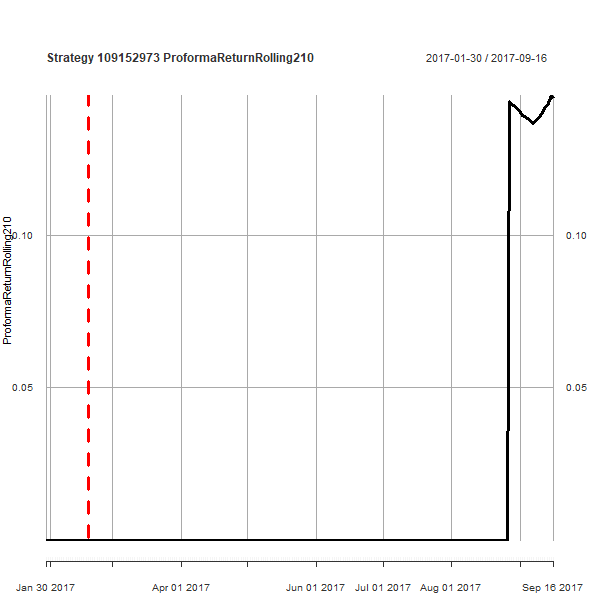 Strategy 109152973 ProformaReturnRolling210
2017-01-30 / 2017-09-16
ProformaReturnRolling210
0.10
0.10
0.05
0.05
Jan 30 2017 Apr 01 2017 Jun 01 2017 Jul 01 2017 Aug 01 2017 Sep 16 2017